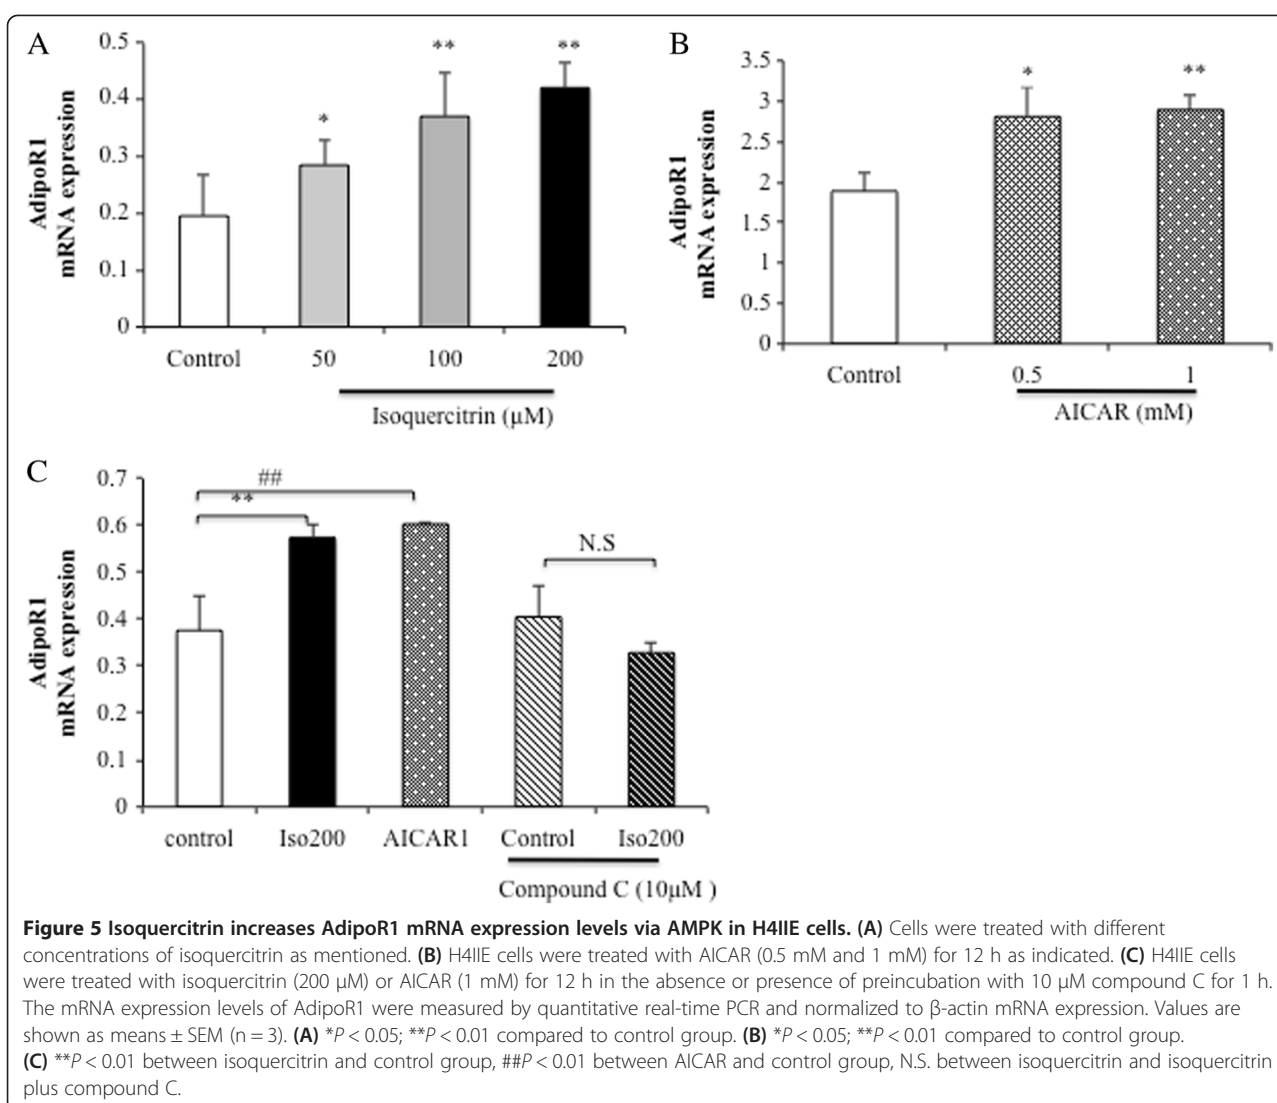 A
AdipoR1
mRNA expression
0.5
0.4
0.3
0.2
0.1
0
*
**
**
Control 50 100 200
Isoquercitrin (µM)
B
AdipoR1
mRNA expression
3.5
3
2.5
2
1.5
1
0.5
0
*
**
Control 0.5 1
AICAR (mM)
C
AdipoR1
mRNA expression
0.7
0.6
0.5
0.4
0.3
0.2
0.1
0
##
**
N.S
control Iso200 AICAR1 Control Iso200
Compound C (10µM )
Figure 5 Isoquercitrin increases AdipoR1 mRNA expression levels via AMPK in H4IIE cells. (A) Cells were treated with different
concentrations of isoquercitrin as mentioned. (B) H4IIE cells were treated with AICAR (0.5 mM and 1 mM) for 12 h as indicated. (C) H4IIE cells
were treated with isoquercitrin (200 µM) or AICAR (1 mM) for 12 h in the absence or presence of preincubation with 10 µM compound C for 1 h.
The mRNA expression levels of AdipoR1 were measured by quantitative real-time PCR and normalized to β-actin mRNA expression. Values are
shown as means ± SEM (n = 3). (A) *P < 0.05; **P < 0.01 compared to control group. (B) *P < 0.05; **P < 0.01 compared to control group.
(C) **P < 0.01 between isoquercitrin and control group, ##P < 0.01 between AICAR and control group, N.S. between isoquercitrin and isoquercitrin
plus compound C.